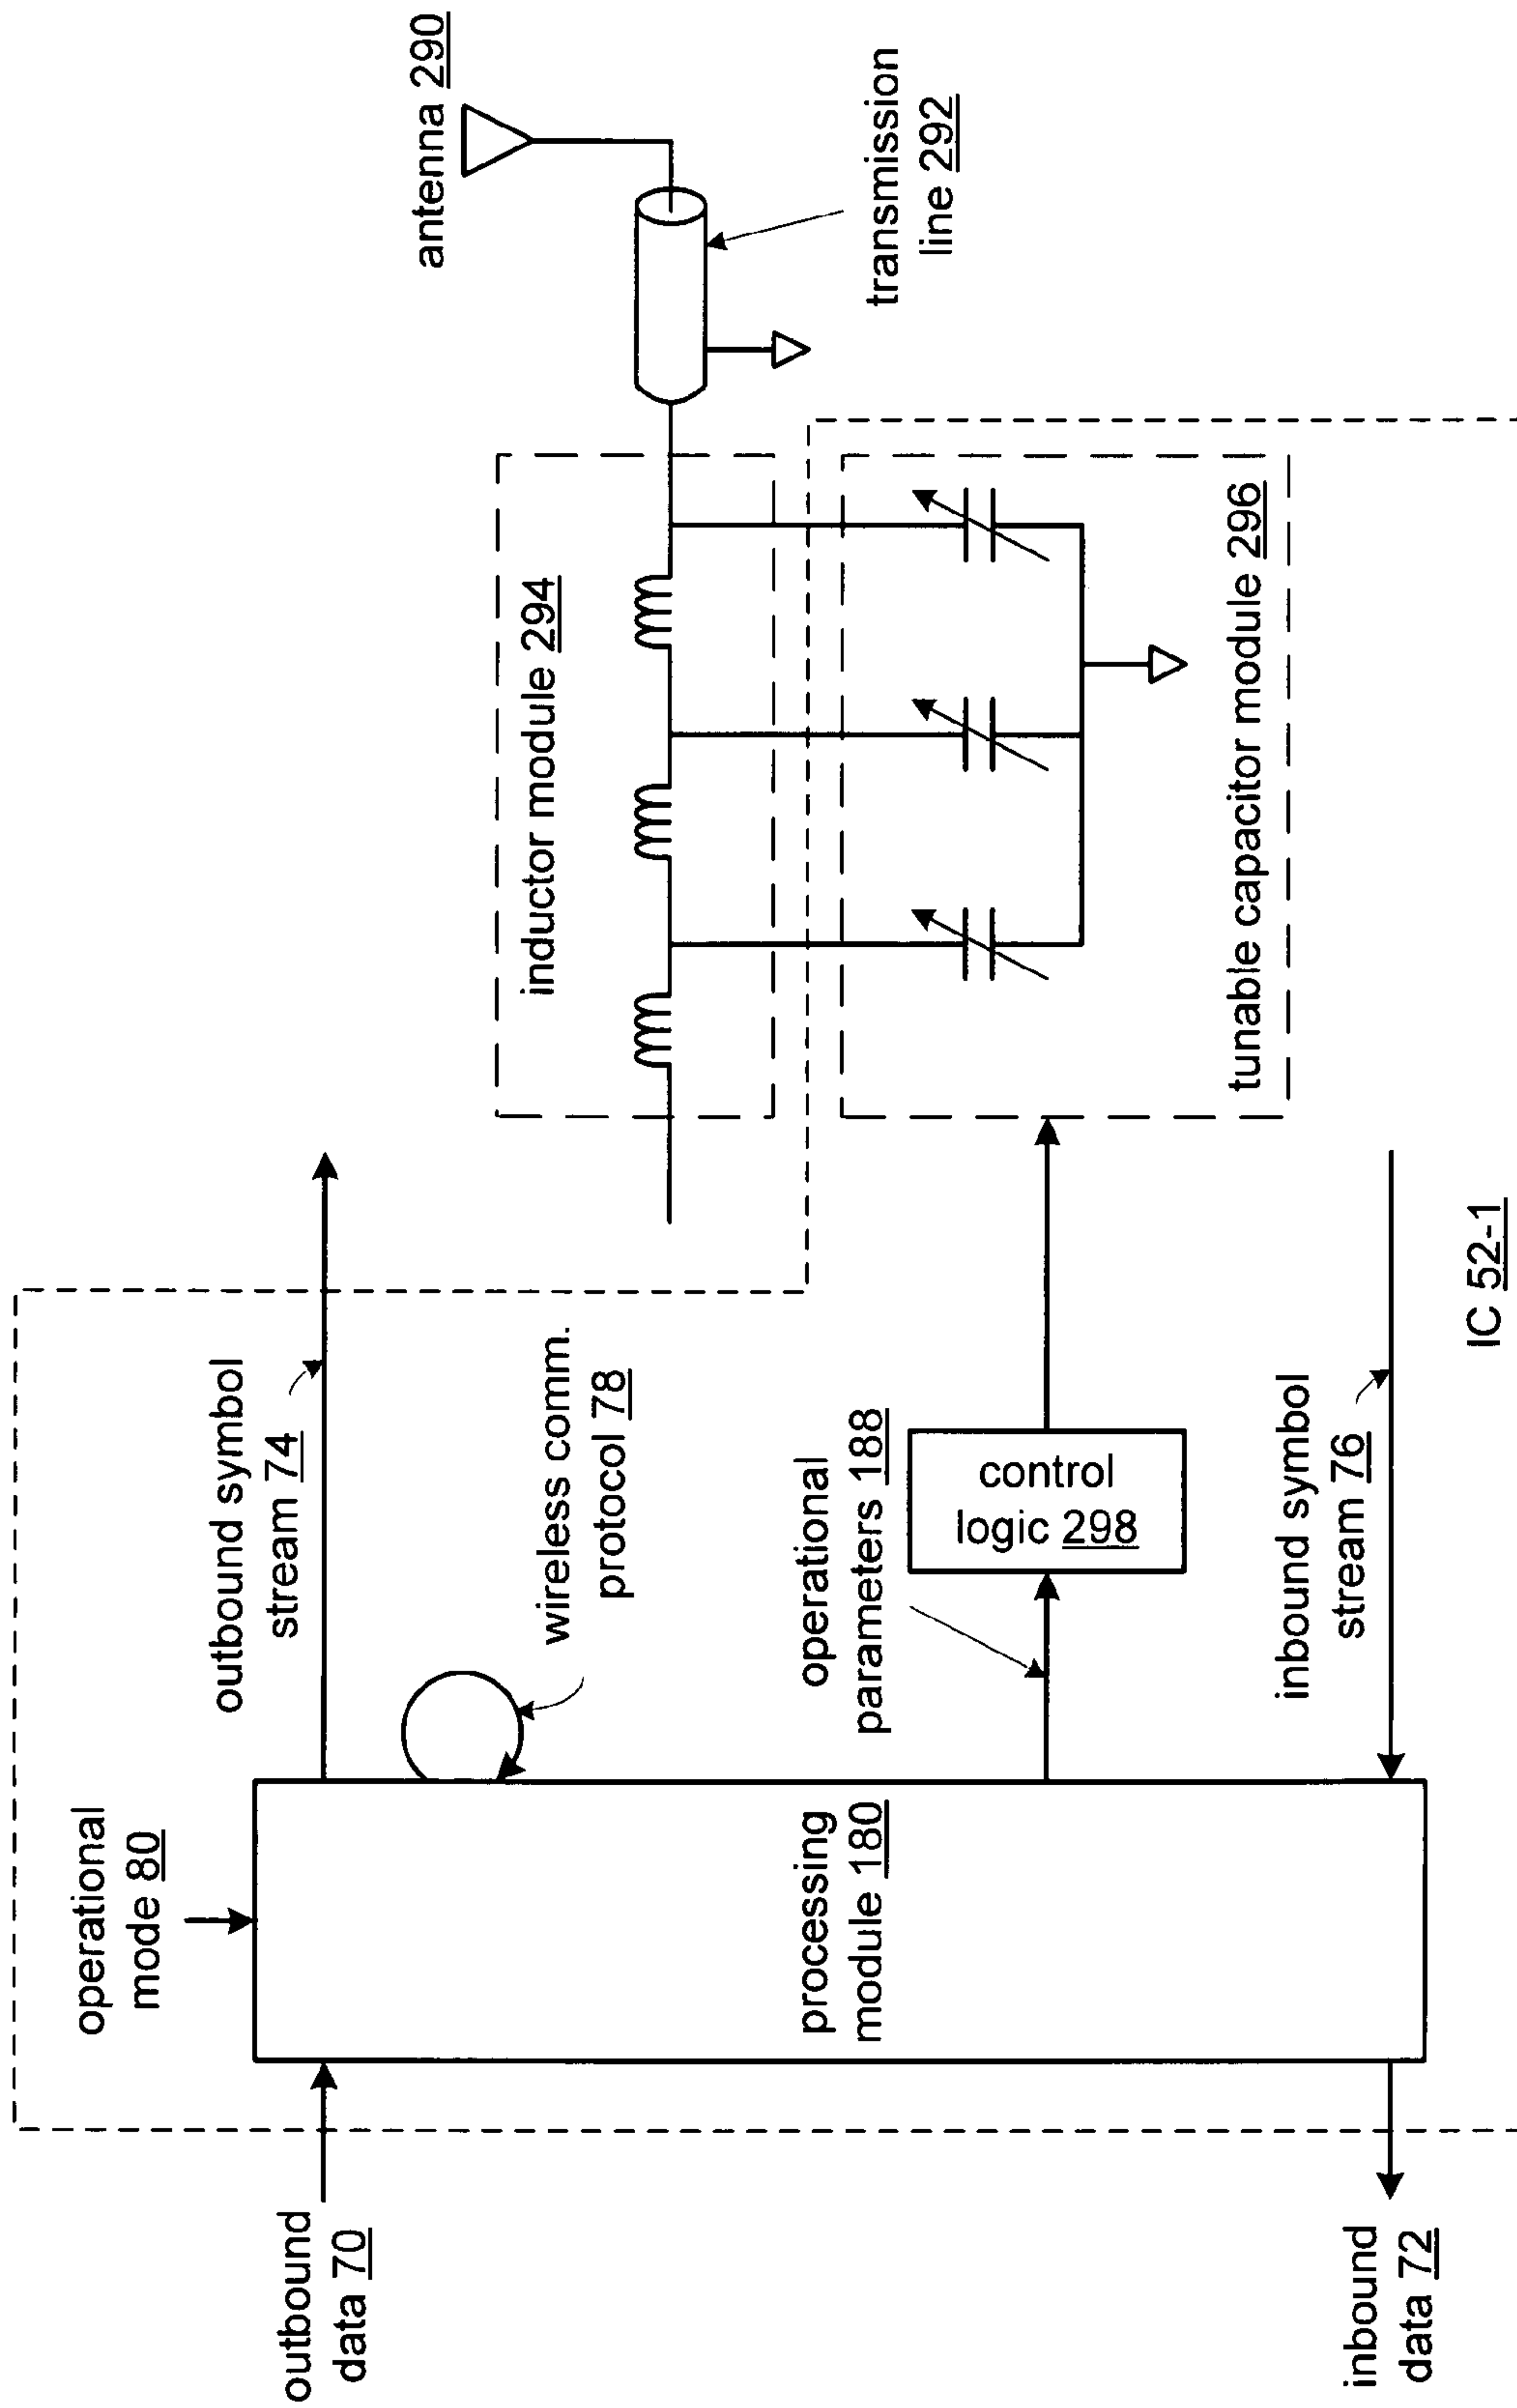 outbound
data 70
inbound
data 72
operational
mode 80
processing
module 180
outbound symbol
stream 74
wireless comm.
protocol 78
operational
parameters 188
control
logic 298
inbound symbol
stream 76
IC 52-1
inductor module 294
tunable capacitor module 296
antenna 290
transmission
line 292